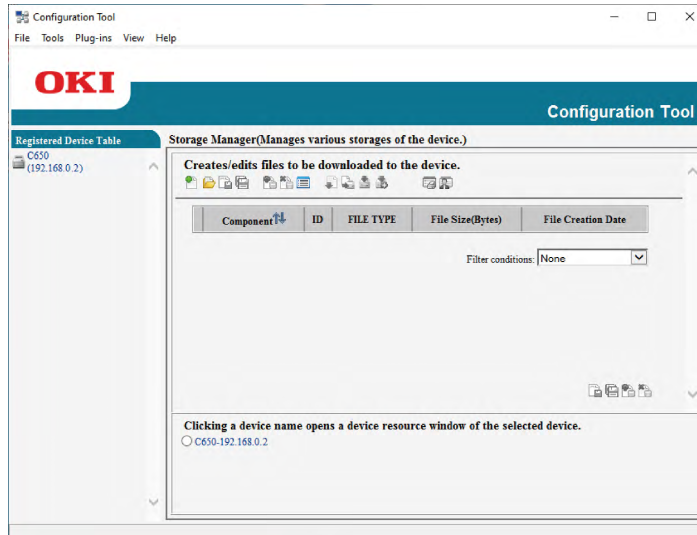 Configuration Tool
File Tools Plug-ins View Help
OKI
Configuration Tool
Registered Device Table
C650
(192.168.0.2)
Storage Manager(Manages various storages of the device.)
Creates/edits files to be downloaded to the device.
Component ID FILE TYPE File Size(Bytes) File Creation Date
Filter conditions: None
Clicking a device name opens a device resource window of the selected device.
C650-192.168.0.2